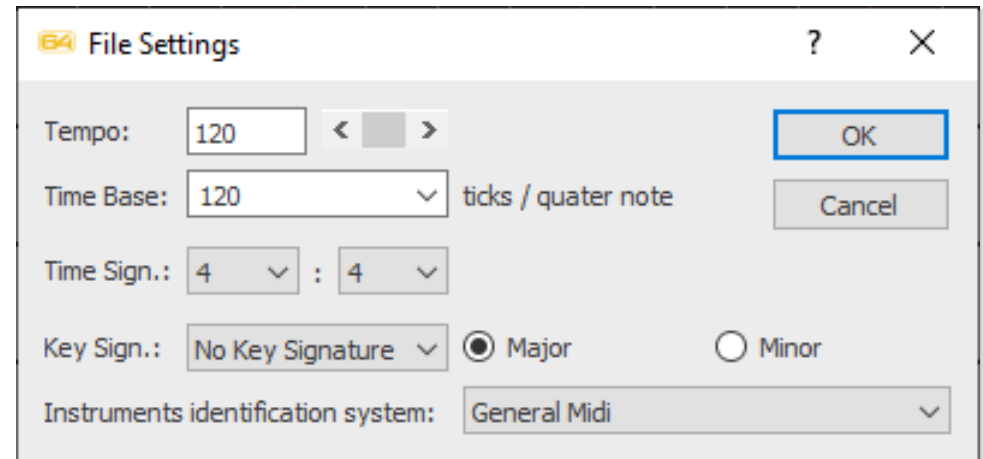 64 File Settings ?
Tempo: 120 OK
Time Base: 120 ticks / quater note Cancel
Time Sign.: 4 : 4
Key Sign.: No Key Signature Major Minor
Instruments identification system: General Midi